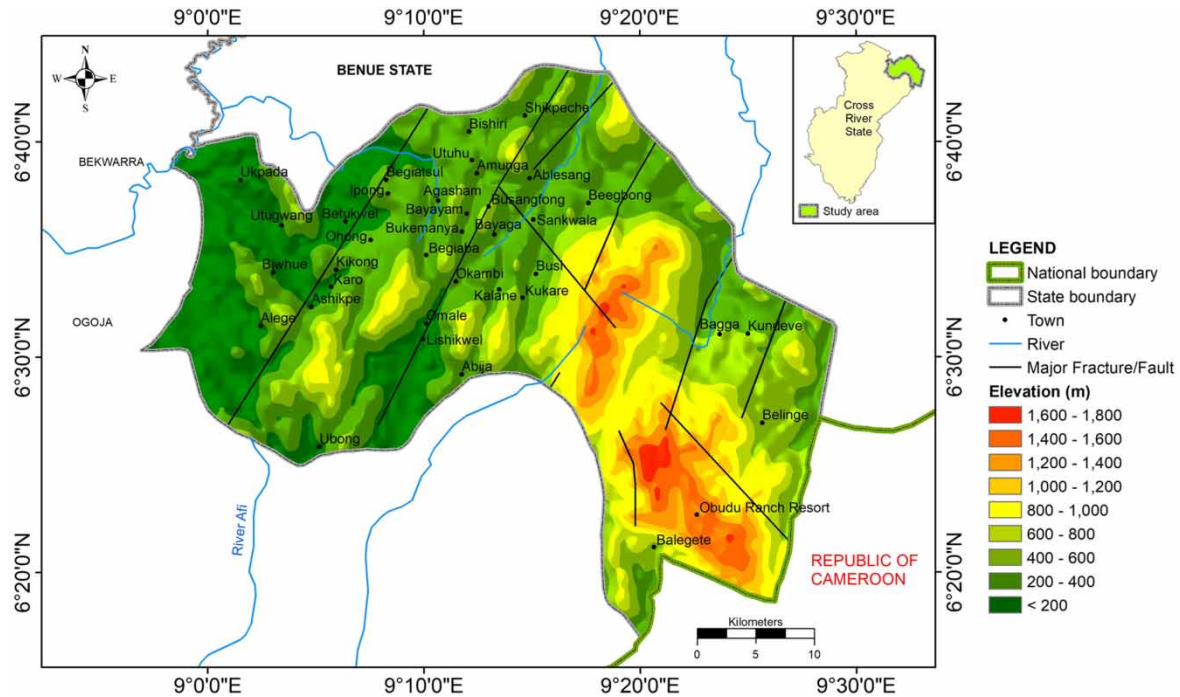 9°0'0"E
9°10'0"E
9°20'0"E
9°30'0"E
N
W
E
S
BENUE STATE
Cross
River
State
Study area
6°40'0"N
6°40'0"N
BEKWARRA
Shikpeche
Bishiri
Utuhu
Amunga
Ablesang
Ukpada
Begiatsul
Ipong
Agasham
Busangfong
Beegbong
Utugwang
Betukwel
Bayayam
Sankwala
Ohong
Bukemanya
Bayaga
Begiaba
Biwhue
Kikong
Karo
Okambi
Busi
Kalane
Kukare
Ashikpe
OGOJA
Alege
Omale
Lishikwel
Bagga
Kundeve
6°30'0"N
6°30'0"N
Abija
Belinge
Ubong
River Afi
Obudu Ranch Resort
Balegete
REPUBLIC OF
CAMEROON
6°20'0"N
6°20'0"N
Kilometers
0
5
10
9°0'0"E
9°10'0"E
9°20'0"E
9°30'0"E
LEGEND
National boundary
State boundary
Town
River
Major Fracture/Fault
Elevation (m)
1,600 - 1,800
1,400 - 1,600
1,200 - 1,400
1,000 - 1,200
800 - 1,000
600 - 800
400 - 600
200 - 400
< 200